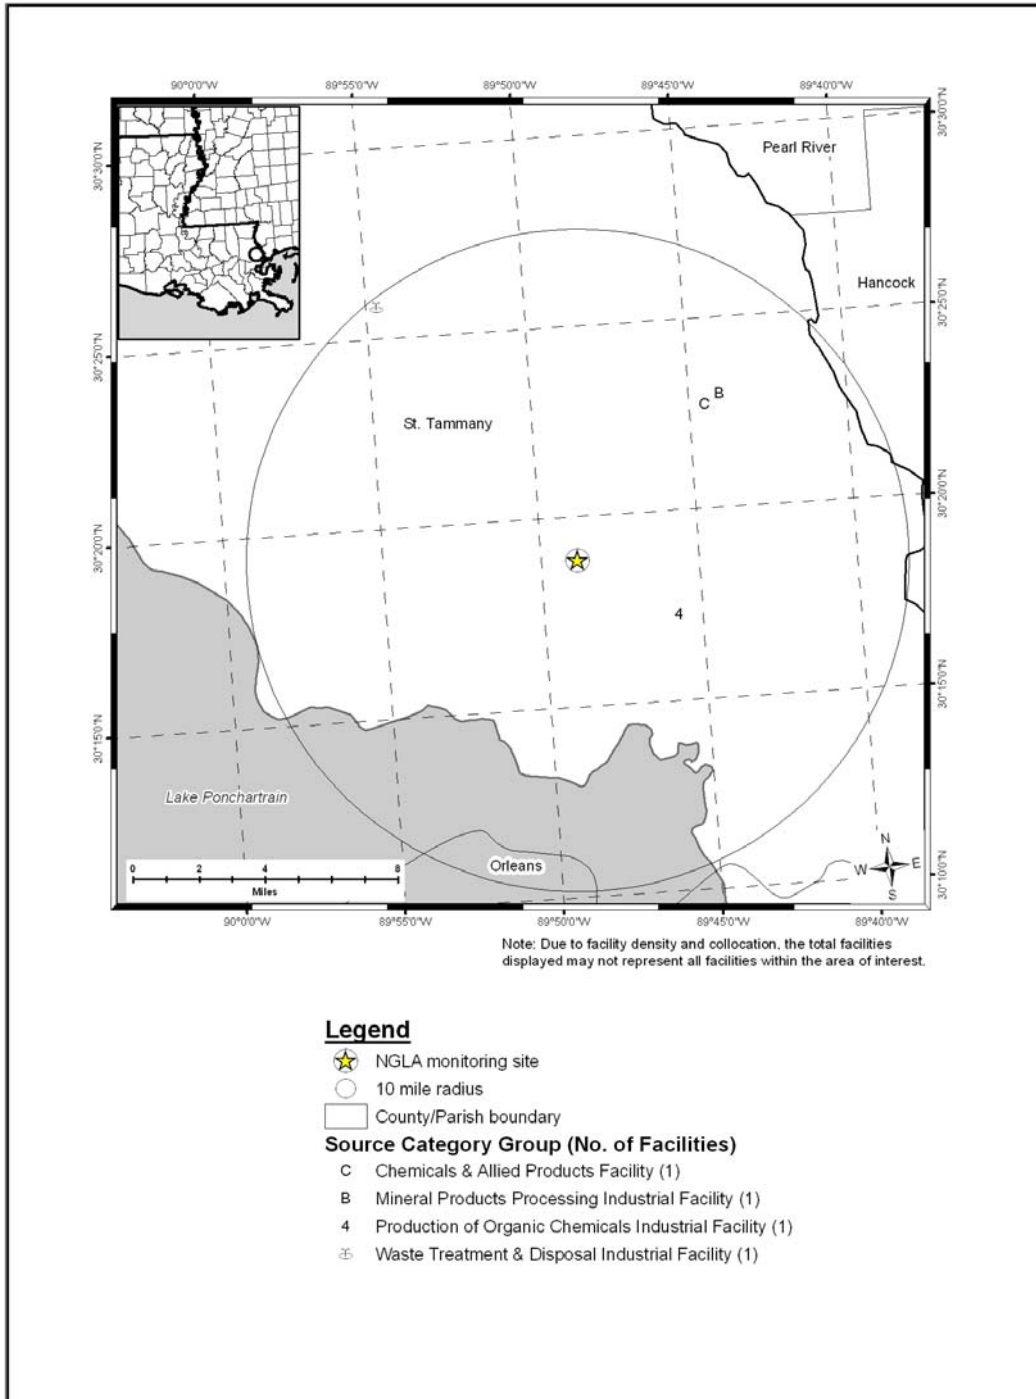 90°0'0"W 89°55'0"W 89°50'0"W 89°45'0"W 89°40'0"W
30°30'0"N
30°30'0"N
Pearl River
Hancock
30°25'0"N
30°25'0"N
C B
St. Tammany
30°20'0"N
30°20'0"N
4
30°15'0"N
30°15'0"N
Lake Ponchartrain
Orleans
N
W E
S
30°10'0"N
0 2 4 6 8
Miles
90°0'0"W 89°55'0"W 89°50'0"W 89°45'0"W 89°40'0"W
Note: Due to facility density and collocation, the total facilities
displayed may not represent all facilities within the area of interest.
Legend
NGLA monitoring site
10 mile radius
County/Parish boundary
Source Category Group (No. of Facilities)
C Chemicals & Allied Products Facility (1)
B Mineral Products Processing Industrial Facility (1)
4 Production of Organic Chemicals Industrial Facility (1)
Waste Treatment & Disposal Industrial Facility (1)